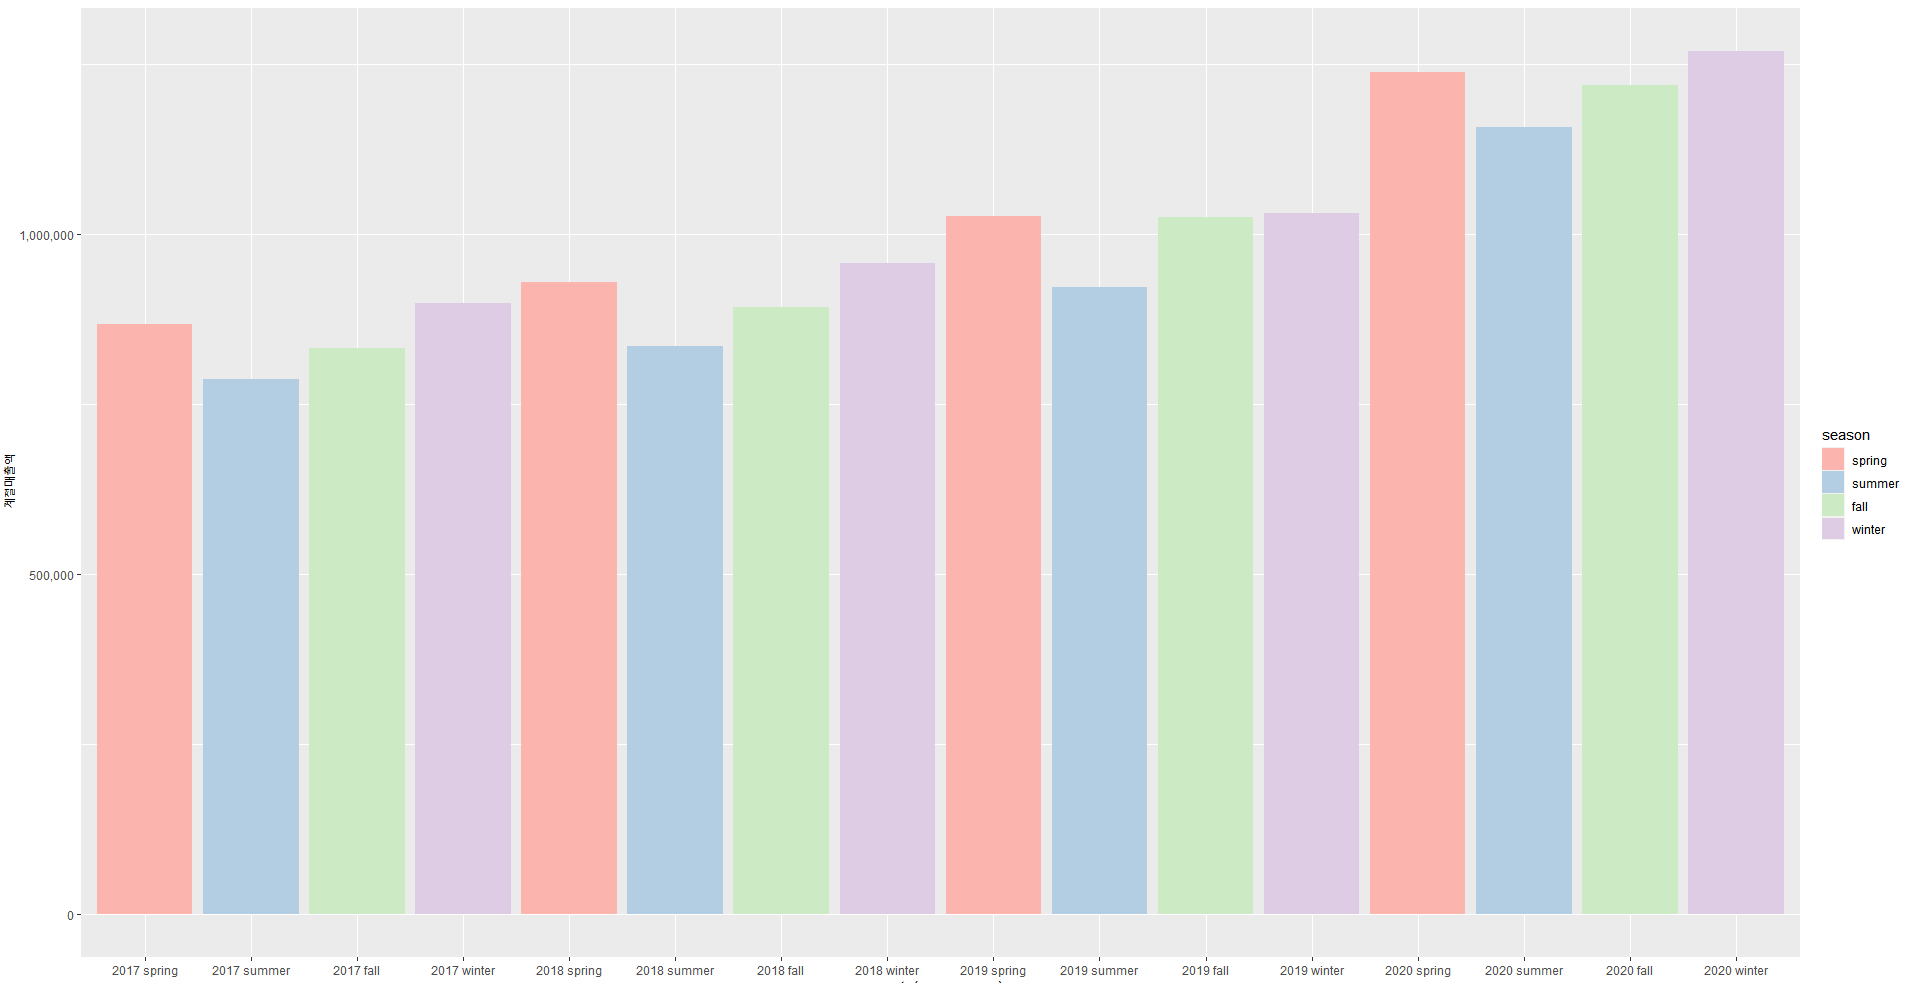 1,000,000
500,000
0
계절매출액
2017 spring
2017 summer
2017 fall
2017 winter
2018 spring
2018 summer
2018 fall
2018 winter
2019 spring
2019 summer
2019 fall
2019 winter
2020 spring
2020 summer
2020 fall
2020 winter
season
spring
summer
fall
winter